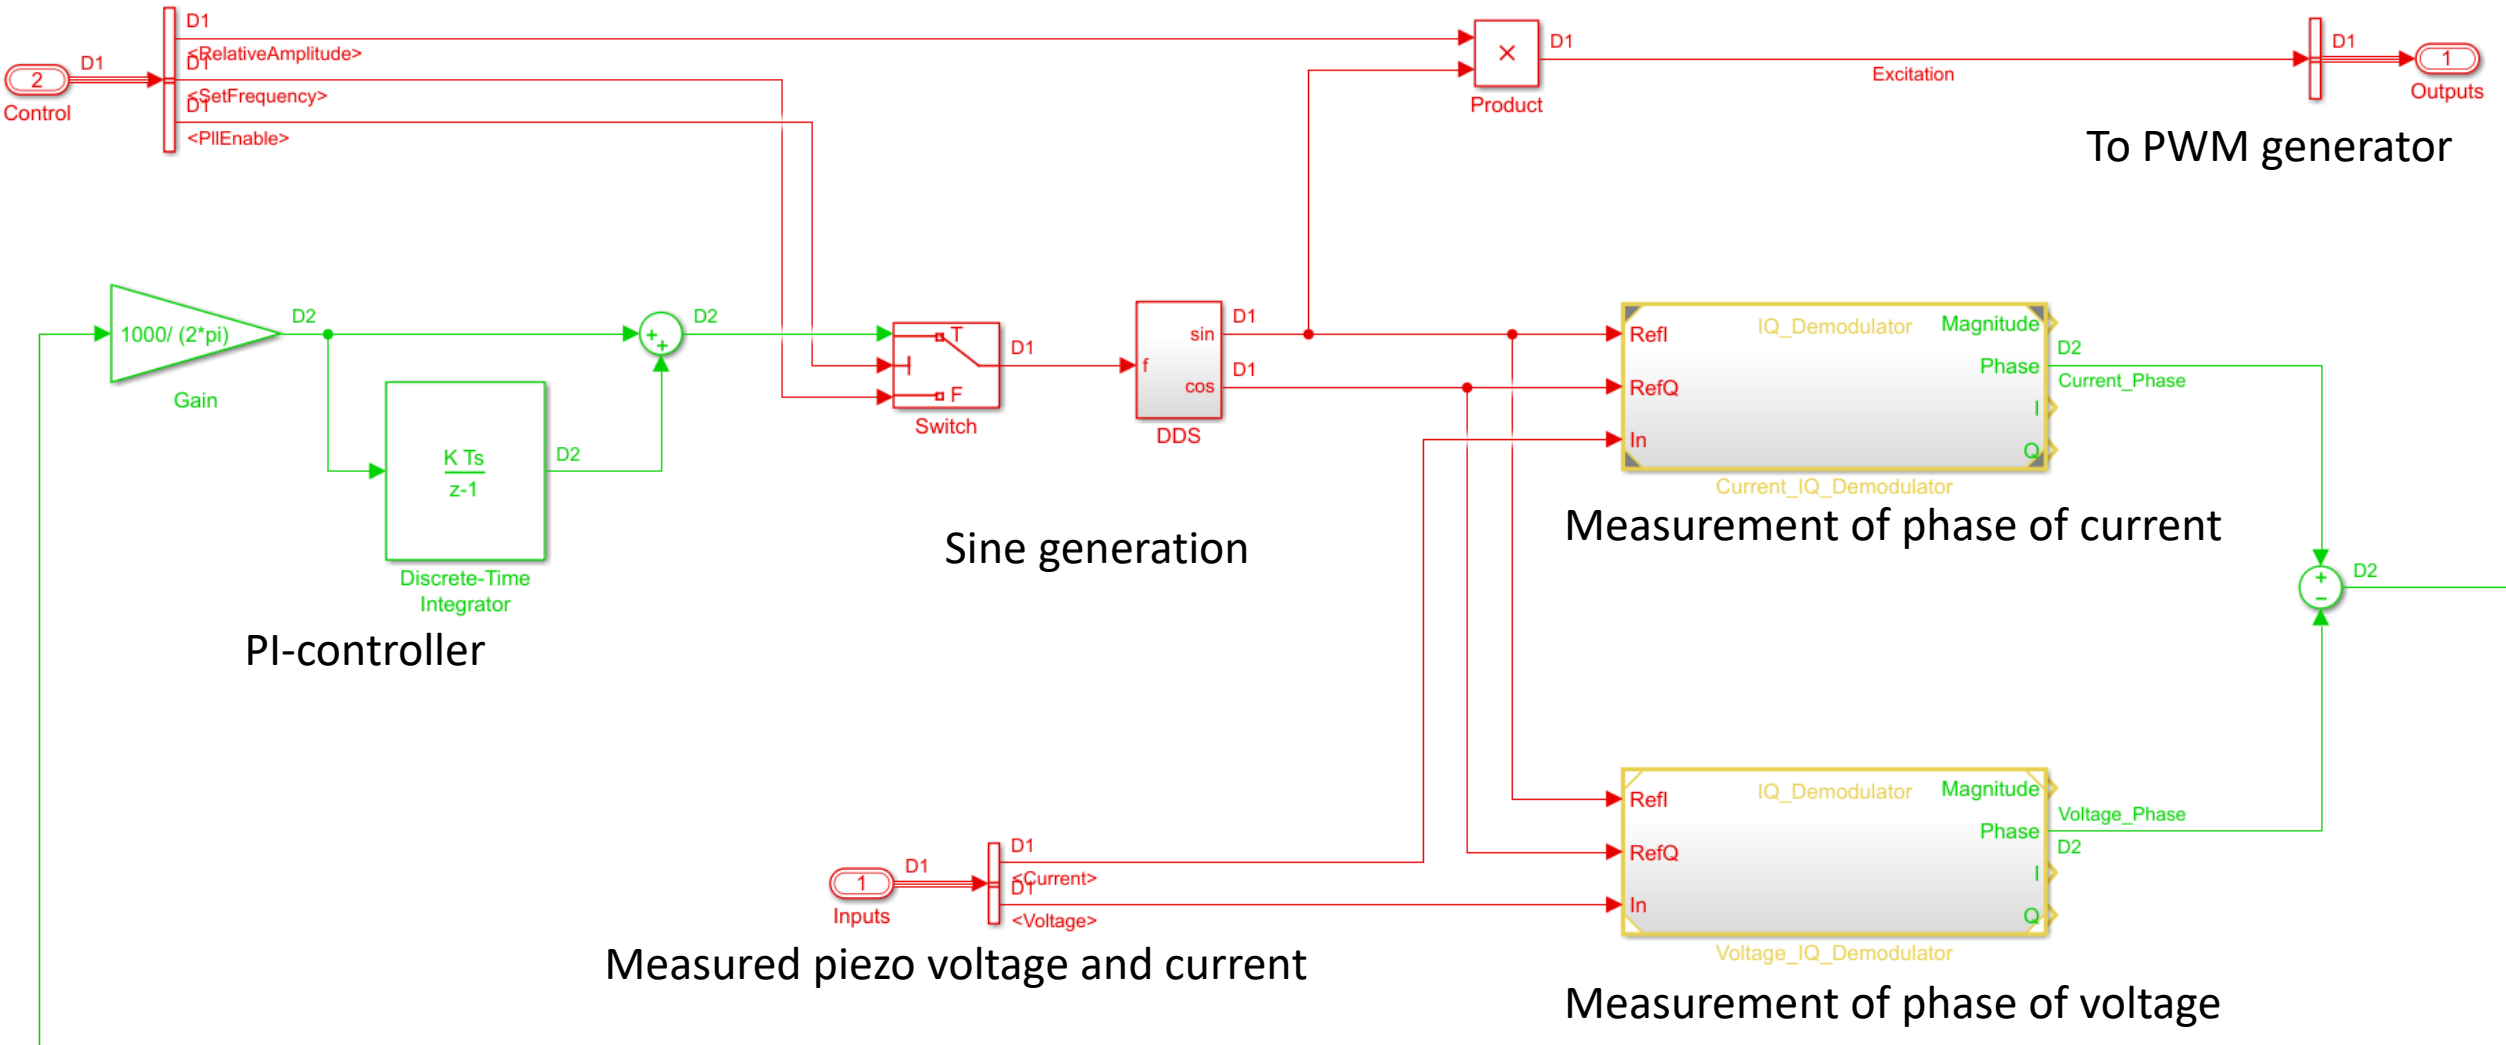 D1
<RelativeAmplitude>
D1
<SetFrequency>
D1
<PllEnable>
2
D1
Control
×
D1
Product
Excitation
D1
1
Outputs
To PWM generator
1000/ (2*pi)
Gain
D2
+
+
D2
K Ts
z-1
D2
Discrete-Time
Integrator
PI-controller
T
F
D1
Switch
f
sin
cos
D1
D1
DDS
Sine generation
RefI
RefQ
In
IQ_Demodulator
Magnitude
Phase
I
Q
D2
Current_Phase
Current_IQ_Demodulator
Measurement of phase of current
+
−
D2
1
D1
Inputs
D1
<Current>
D1
<Voltage>
Measured piezo voltage and current
RefI
RefQ
In
IQ_Demodulator
Magnitude
Phase
I
Q
Voltage_Phase
D2
Voltage_IQ_Demodulator
Measurement of phase of voltage